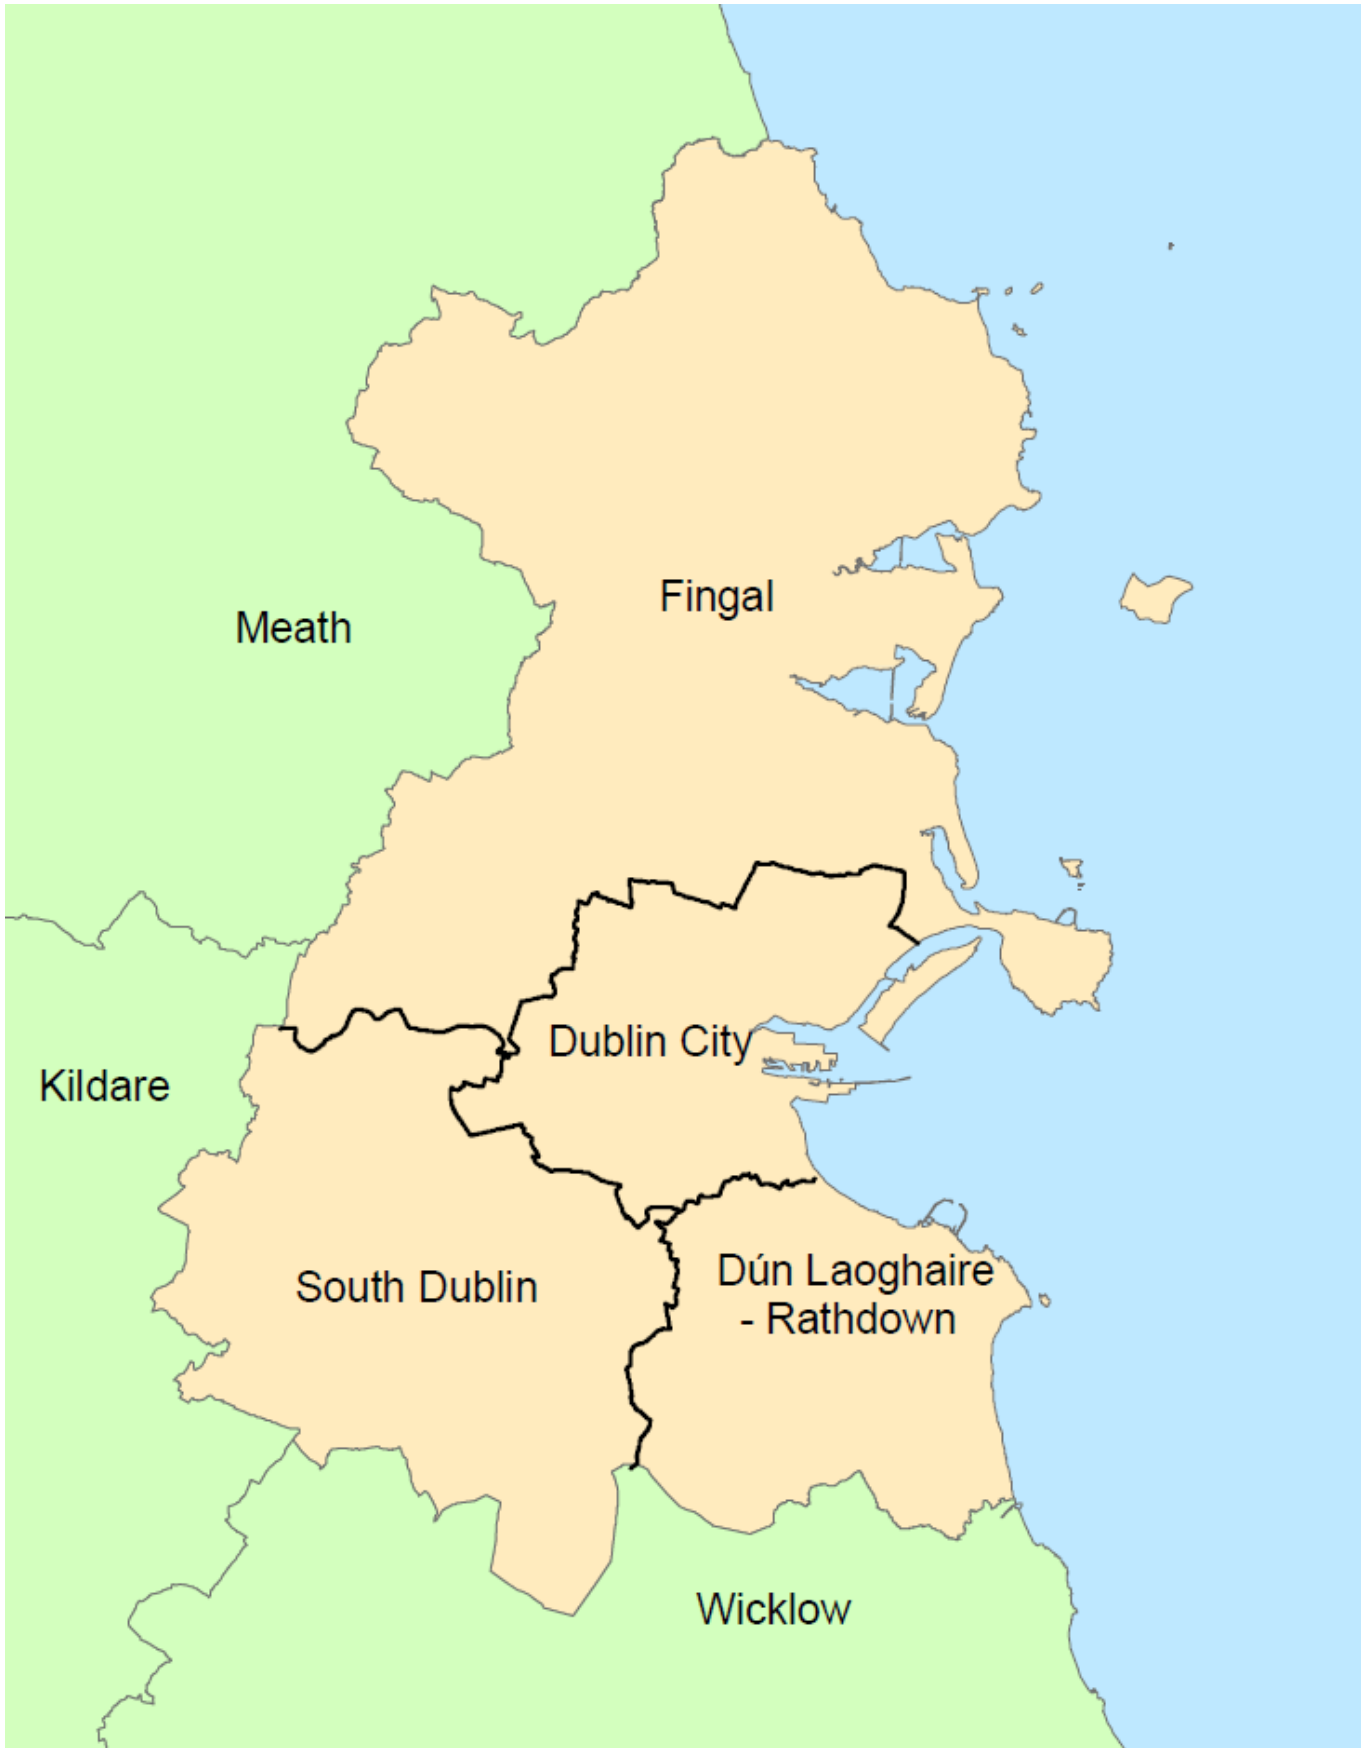 Fingal
Meath
Dublin City
Kildare
South Dublin
Dún Laoghaire
- Rathdown
Wicklow